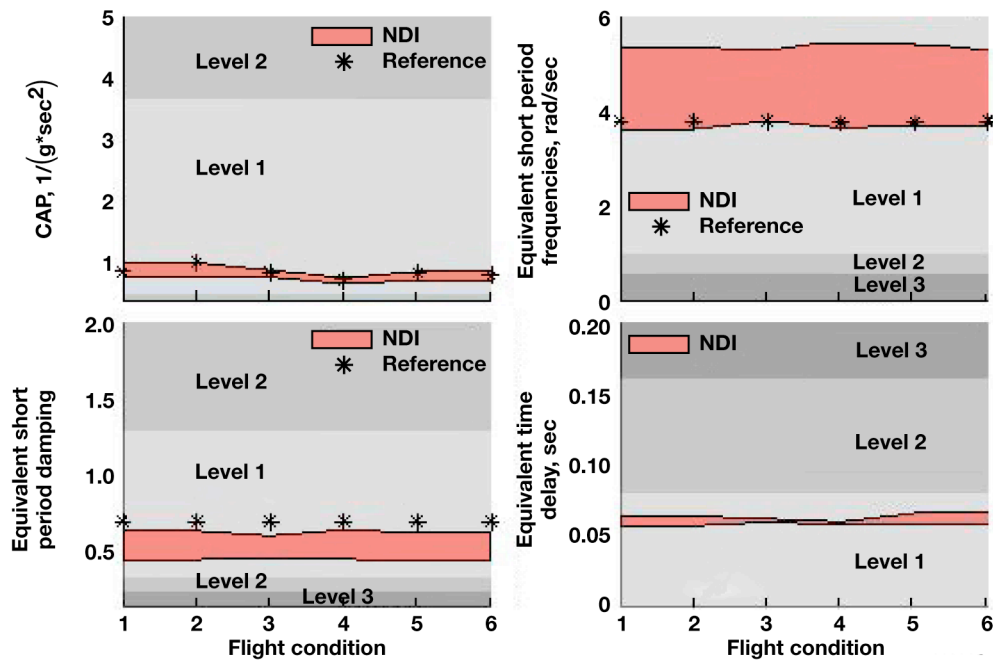 5
4
3
2
1
CAP, 1/(g*sec2)
Level 2
Level 1
NDI
Reference
6
4
2
0
Equivalent short period
frequencies, rad/sec
NDI
Reference
Level 1
Level 2
Level 3
2.0
1.5
1.0
0.5
Equivalent short
period damping
NDI
Reference
Level 2
Level 1
Level 2
Level 3
1 2 3 4 5 6
Flight condition
0.20
0.15
0.10
0.05
0
Equivalent time
delay, sec
NDI
Level 3
Level 2
Level 1
1 2 3 4 5 6
Flight condition